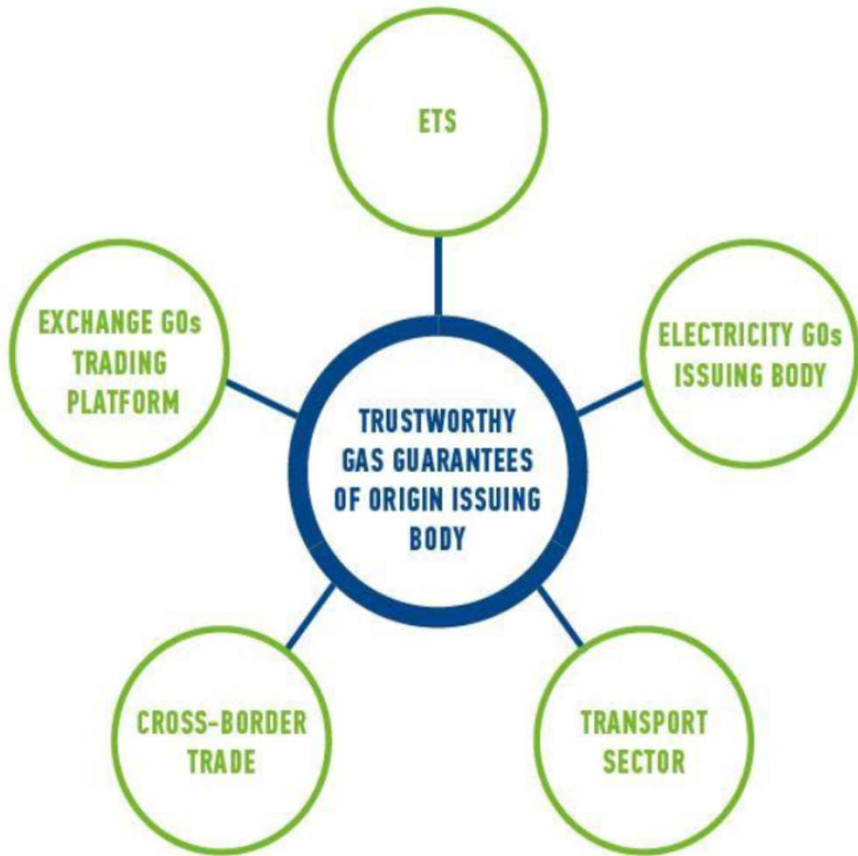 ETS
EXCHANGE GOs
TRADING
PLATFORM
ELECTRICITY GOs
ISSUING BODY
TRUSTWORTHY
GAS GUARANTEES
OF ORIGIN ISSUING
BODY
CROSS-BORDER
TRADE
TRANSPORT
SECTOR